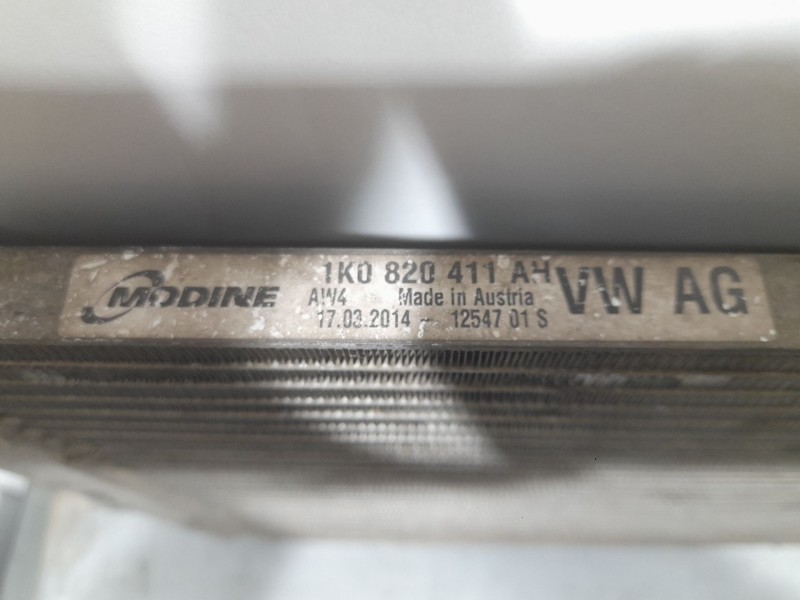 MODINE
1K0 820 411 AH
AW4 Made in Austria
17.03.2014 - 12547 01 S
VW AG